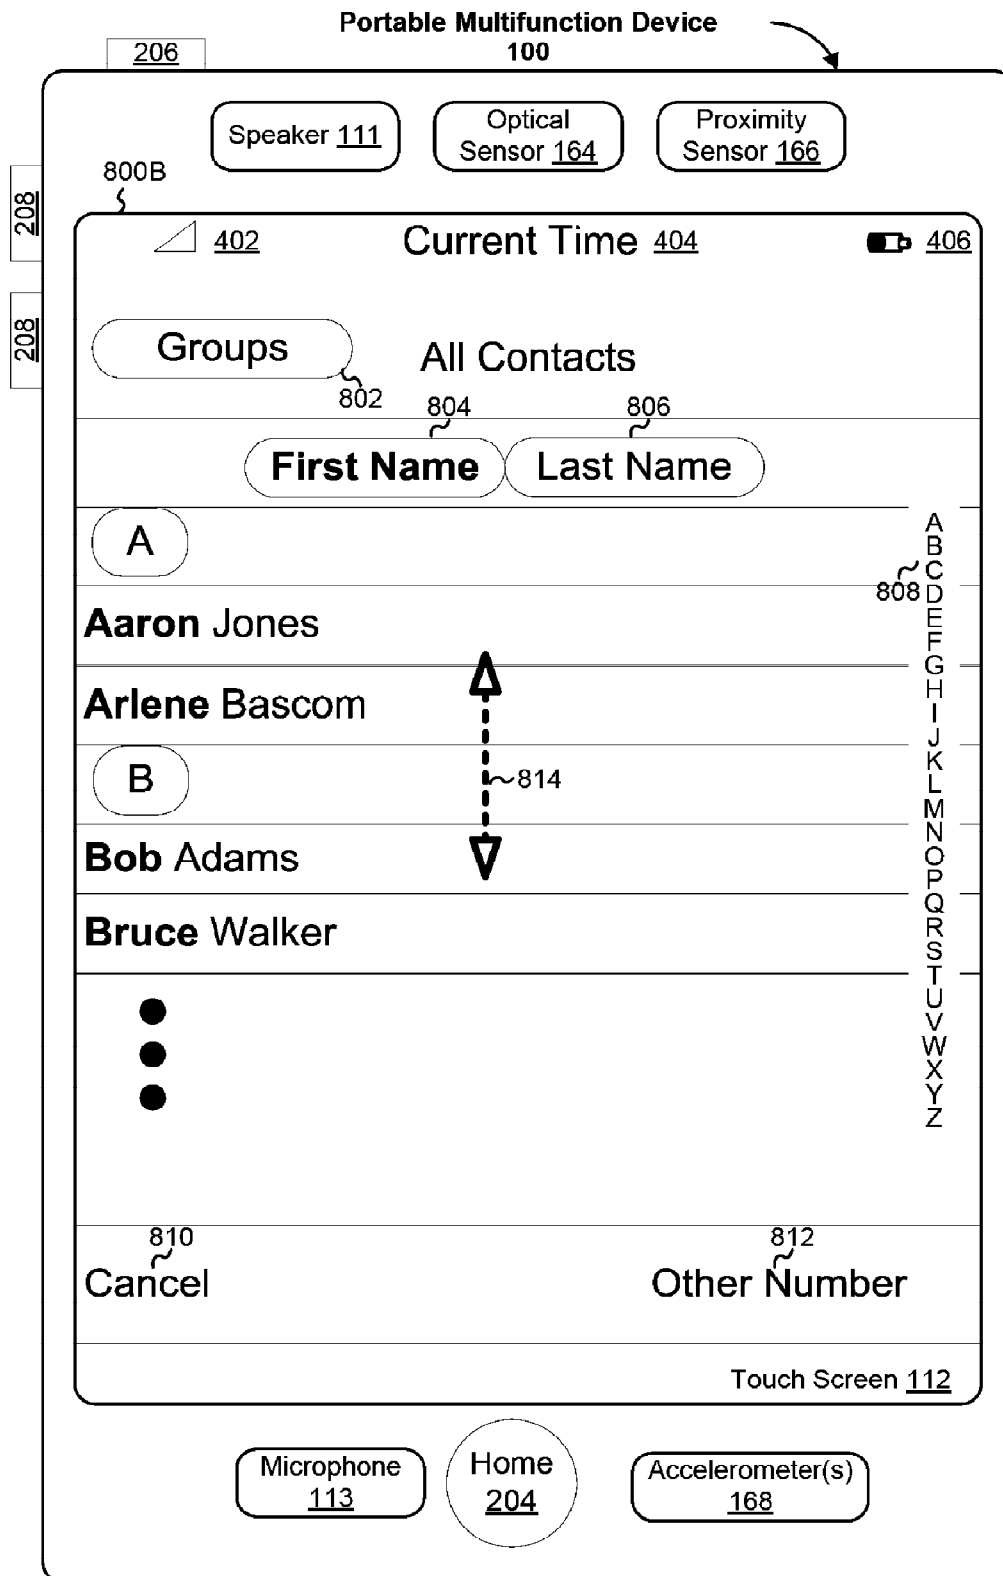 Portable Multifunction Device
100
206
Speaker 111
Optical
Sensor 164
Proximity
Sensor 166
800B
208
208
402
Current Time 404
406
Groups
802
All Contacts
804
806
First Name
Last Name
A
Aaron Jones
Arlene Bascom
B
Bob Adams
Bruce Walker
814
808
A
B
C
D
E
F
G
H
I
J
K
L
M
N
O
P
Q
R
S
T
U
V
W
X
Y
Z
810
Cancel
812
Other Number
Touch Screen 112
Microphone
113
Home
204
Accelerometer(s)
168